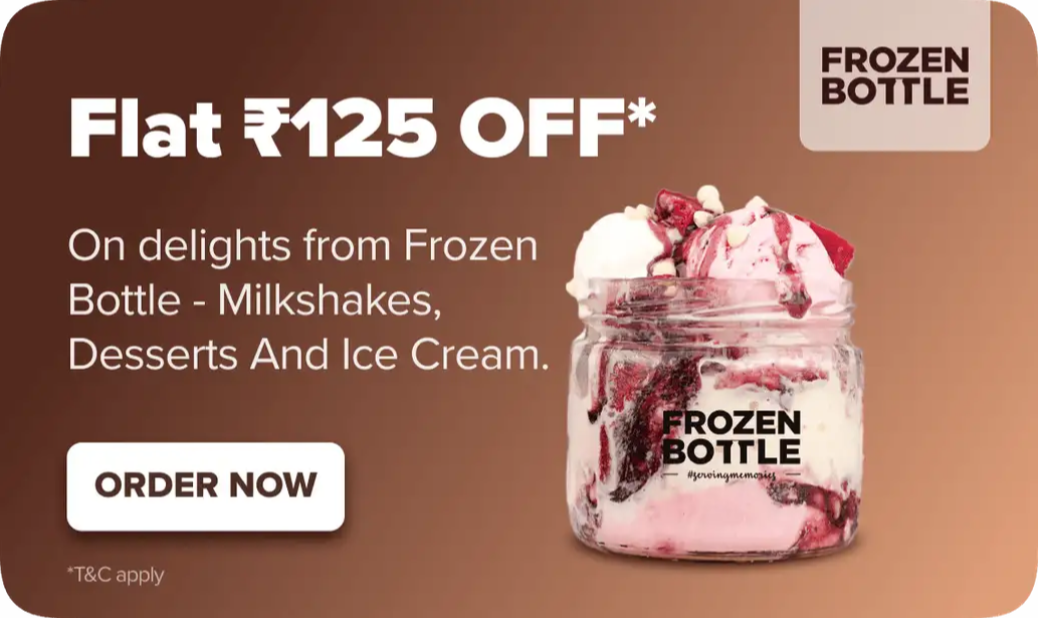 FROZEN
BOTTLE
Flat ₹125 OFF*
On delights from Frozen
Bottle - Milkshakes,
Desserts And Ice Cream.
FROZEN
BOTTLE
#servingmemories
ORDER NOW
*T&C apply